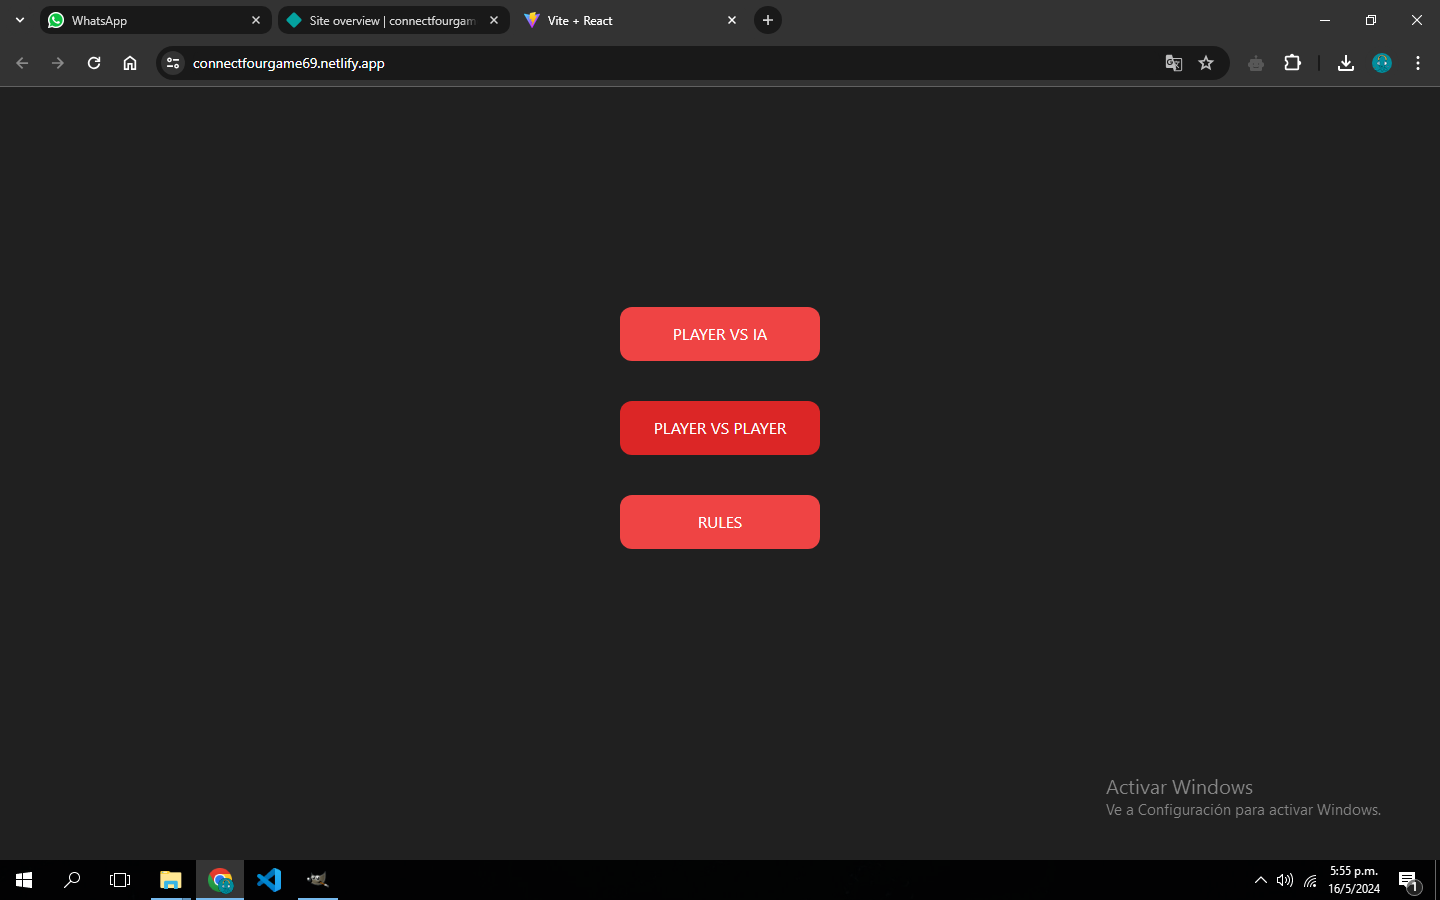 WhatsApp
Site overview | connectfourgam
Vite + React
connectfourgame69.netlify.app
PLAYER VS IA
PLAYER VS PLAYER
RULES
Activar Windows
Ve a Configuración para activar Windows.
5:55 p.m.
16/5/2024
1